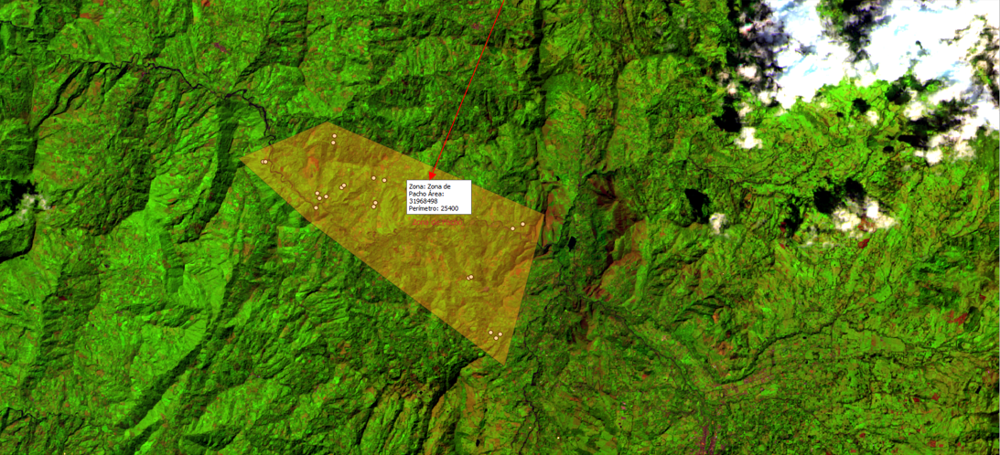 Zona: Zona de
Pacho Área:
31968498
Perímetro: 25400